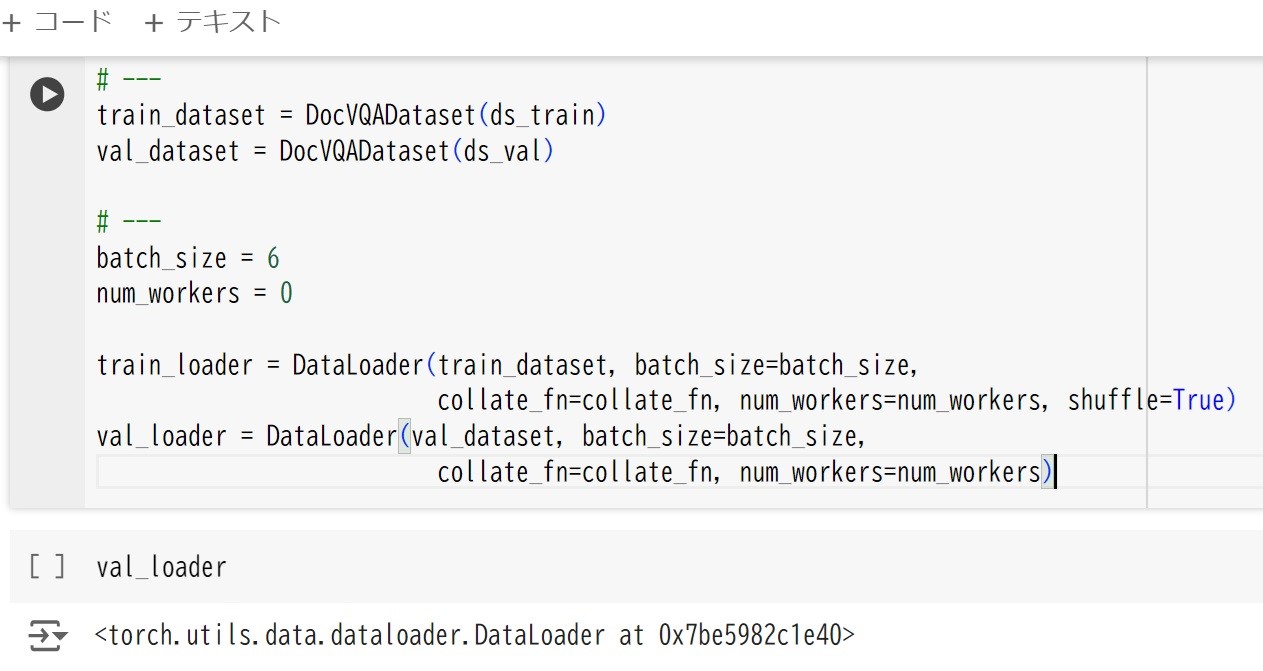 + コード + テキスト
# ---
train_dataset = DocVQADataset(ds_train)
val_dataset = DocVQADataset(ds_val)
# ---
batch_size = 6
num_workers = 0
train_loader = DataLoader(train_dataset, batch_size=batch_size,
collate_fn=collate_fn, num_workers=num_workers, shuffle=True)
val_loader = DataLoader(val_dataset, batch_size=batch_size,
collate_fn=collate_fn, num_workers=num_workers)
[ ] val_loader
<torch.utils.data.dataloader.DataLoader at 0x7be5982c1e40>